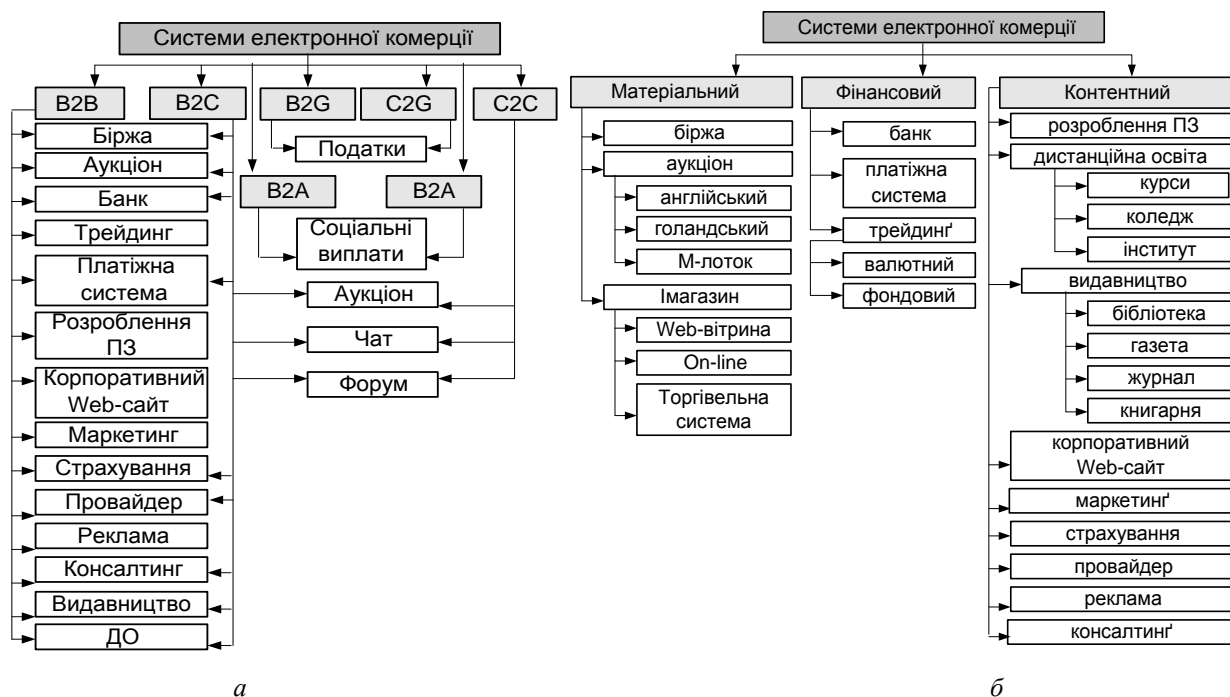 Системи електронної комерції
B2B
B2C
B2G
C2G
C2C
Біржа
Аукціон
Банк
Трейдинг
Платіжна
система
Розроблення
ПЗ
Корпоративний
Web-сайт
Маркетинг
Страхування
Провайдер
Реклама
Консалтинг
Видавництво
ДО
Податки
B2A
B2A
Соціальні
виплати
Аукціон
Чат
Форум
а
Системи електронної комерції
Матеріальний
Фінансовий
Контентний
біржа
аукціон
англійський
голандський
М-лоток
Імагазин
Web-вітрина
On-line
Торгівельна
система
банк
платіжна
система
трейдинґ
валютний
фондовий
розроблення ПЗ
дистанційна освіта
курси
коледж
інститут
видавництво
бібліотека
газета
журнал
книгарня
корпоративний
Web-сайт
маркетинґ
страхування
провайдер
реклама
консалтинґ
б